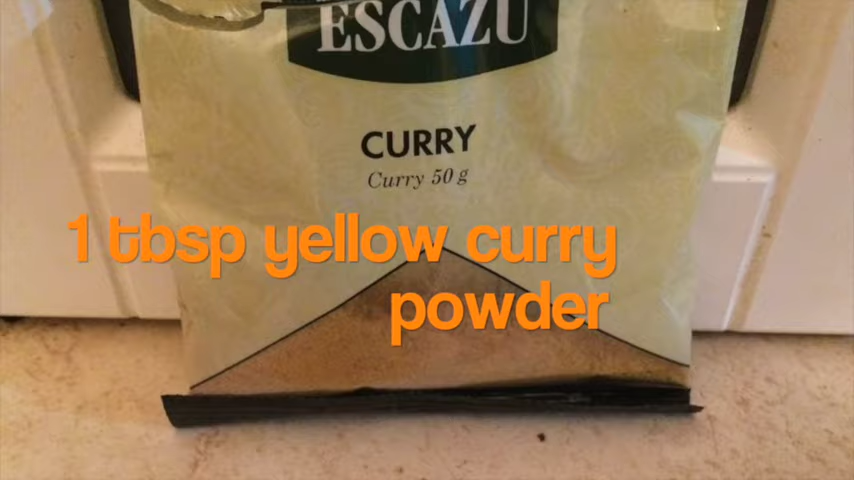 ESCAZU
CURRY
Curry 50 g
1 tbsp yellow curry
powder